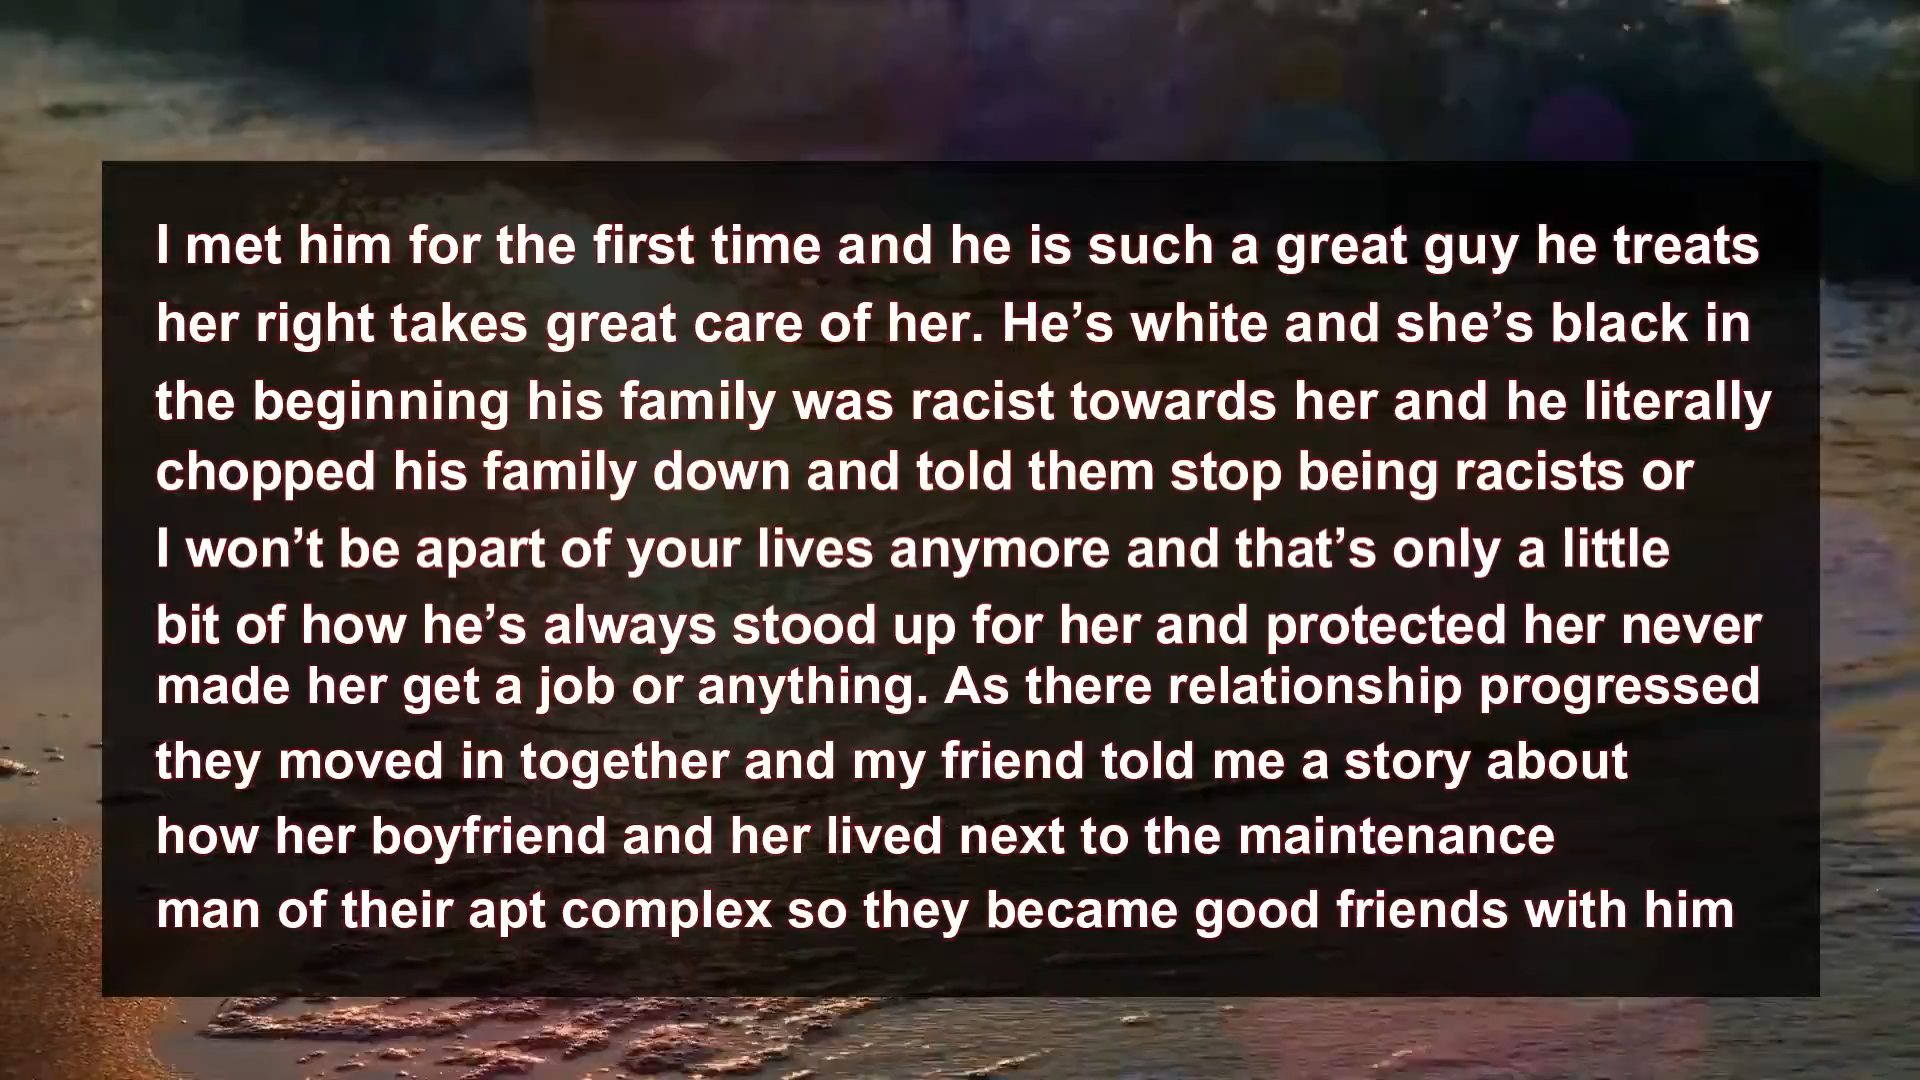 I met him for the first time and he is such a great guy he treats
her right takes great care of her. He’s white and she’s black in
the beginning his family was racist towards her and he literally
chopped his family down and told them stop being racists or
I won’t be apart of your lives anymore and that’s only a little
bit of how he’s always stood up for her and protected her never
made her get a job or anything. As there relationship progressed
they moved in together and my friend told me a story about
how her boyfriend and her lived next to the maintenance
man of their apt complex so they became good friends with him